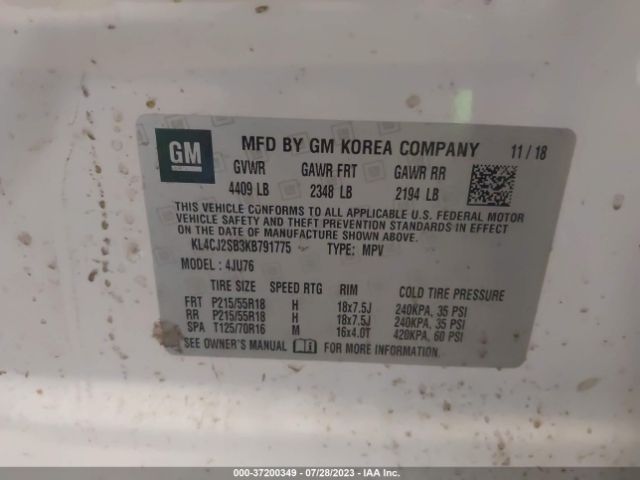 GM
MFD BY GM KOREA COMPANY 11 / 18
GVWR GAWR FRT GAWR RR
4409 LB 2348 LB 2194 LB
THIS VEHICLE CONFORMS TO ALL APPLICABLE U.S. FEDERAL MOTOR
VEHICLE SAFETY AND THEFT PREVENTION STANDARDS IN EFFECT ON
THE DATE OF MANUFACTURE SHOWN ABOVE.
KL4CJ2SB3KB791775 TYPE: MPV
MODEL: 4JU76
TIRE SIZE SPEED RTG RIM COLD TIRE PRESSURE
FRT P215/55R18 H 18x7.5J 240KPA, 35 PSI
RR P215/55R18 H 18x7.5J 240KPA, 35 PSI
SPA T125/70R16 M 16x4.0T 420KPA, 60 PSI
SEE OWNER'S MANUAL FOR MORE INFORMATION.
000-37200349 - 07/28/2023 - IAA Inc.